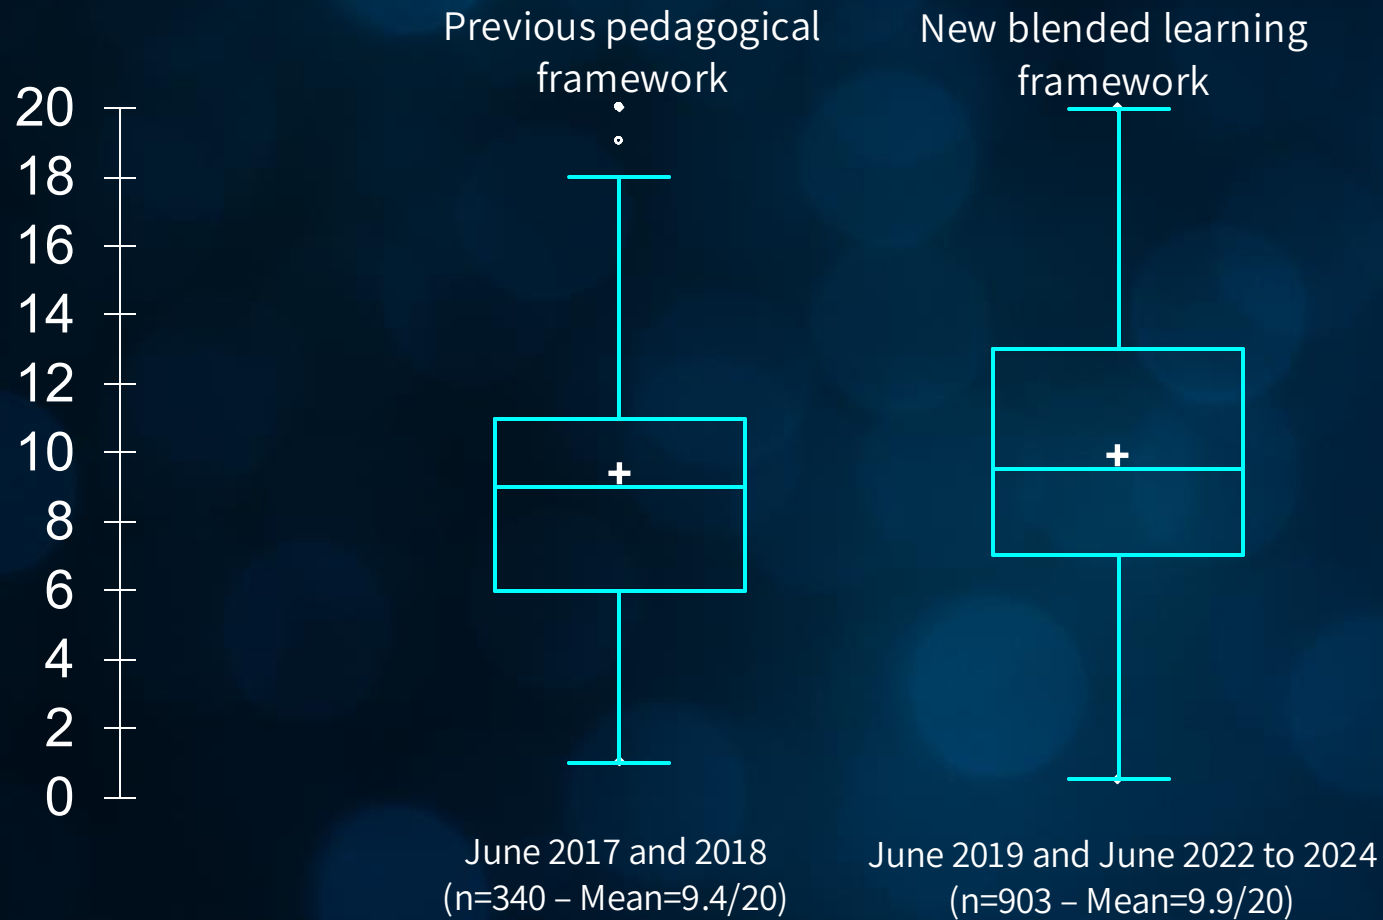 Previous pedagogical
framework
New blended learning
framework
20
18
16
14
12
10
8
6
4
2
0
June 2017 and 2018
(n=340 – Mean=9.4/20)
June 2019 and June 2022 to 2024
(n=903 – Mean=9.9/20)